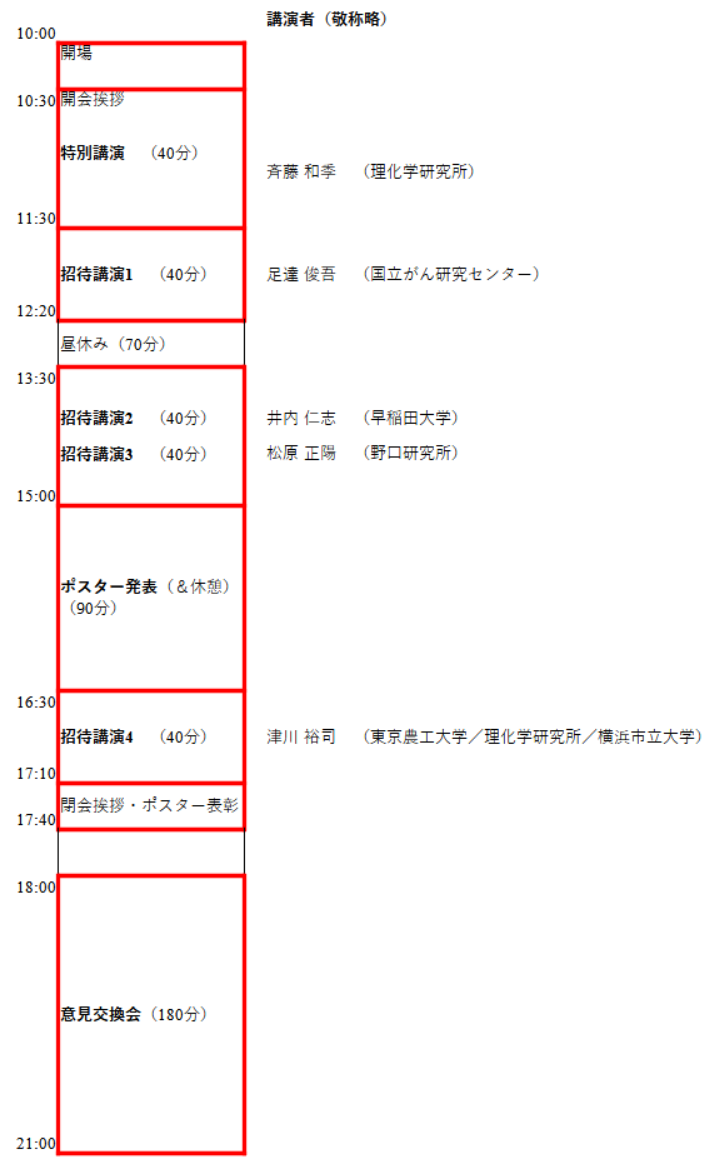 講演者（敬称略）
10:00
開場
10:30 開会挨拶
特別講演 （40分）
斉藤 和季 （理化学研究所）
11:30
招待講演1 （40分） 足達 俊吾 （国立がん研究センター）
12:20
昼休み（70分）
13:30
招待講演2 （40分） 井内 仁志 （早稲田大学）
招待講演3 （40分） 松原 正陽 （野口研究所）
15:00
ポスター発表（＆休憩）
（90分）
16:30
招待講演4 （40分） 津川 裕司 （東京農工大学／理化学研究所／横浜市立大学）
17:10
閉会挨拶・ポスター表彰
17:40
18:00
意見交換会（180分）
21:00